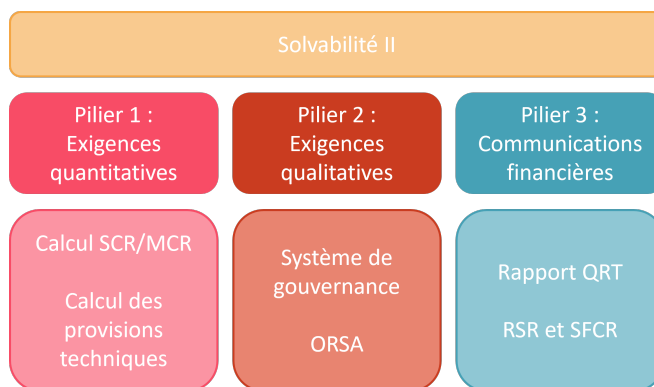 Solvabilité II
Pilier 1 :
Exigences
quantitatives
Pilier 2 :
Exigences
qualitatives
Pilier 3 :
Communications
financières
Calcul SCR/MCR
Calcul des
provisions
techniques
Système de
gouvernance
ORSA
Rapport QRT
RSR et SFCR